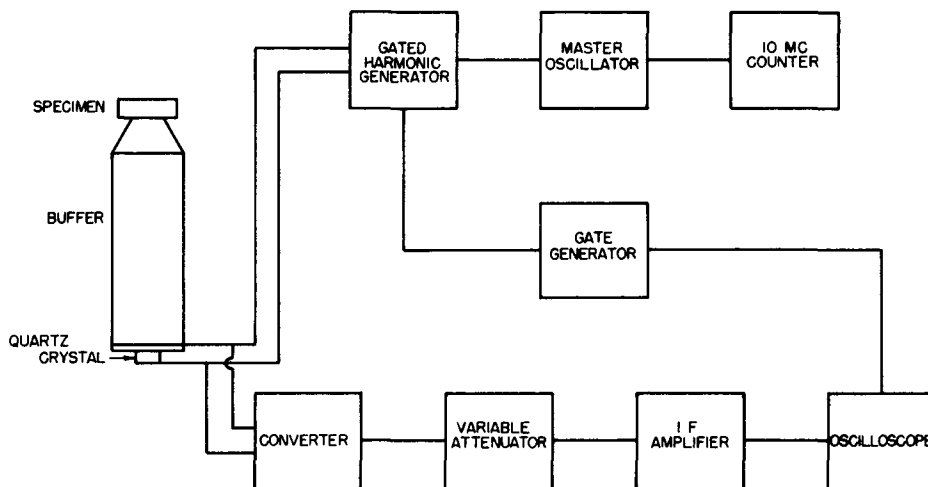 GATED
HARMONIC
GENERATOR
MASTER
OSCILLATOR
10 MC
COUNTER
SPECIMEN
BUFFER
GATE
GENERATOR
QUARTZ
CRYSTAL
CONVERTER
VARIABLE
ATTENUATOR
I F
AMPLIFIER
OSCILLOSCOPE